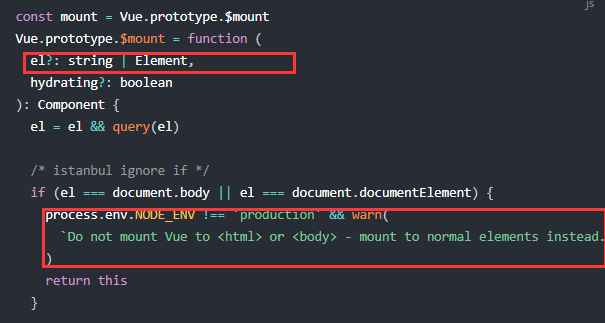 js
const mount = Vue.prototype.$mount
Vue.prototype.$mount = function (
  el?: string | Element,
  hydrating?: boolean
): Component {
  el = el && query(el)

  /* istanbul ignore if */
  if (el === document.body || el === document.documentElement) {
    process.env.NODE_ENV !== 'production' && warn(
      `Do not mount Vue to <html> or <body> - mount to normal elements instead.
    )
    return this
  }